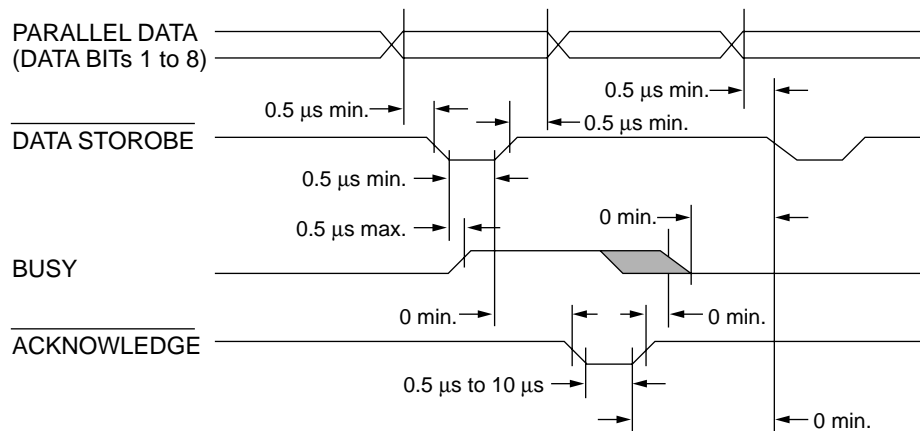 PARALLEL DATA
(DATA BITs 1 to 8)
0.5 μs min.
0.5 μs min.
0.5 μs min.
DATA STOROBE
0.5 μs min.
0.5 μs max.
0 min.
BUSY
0 min.
0 min.
ACKNOWLEDGE
0.5 μs to 10 μs
0 min.